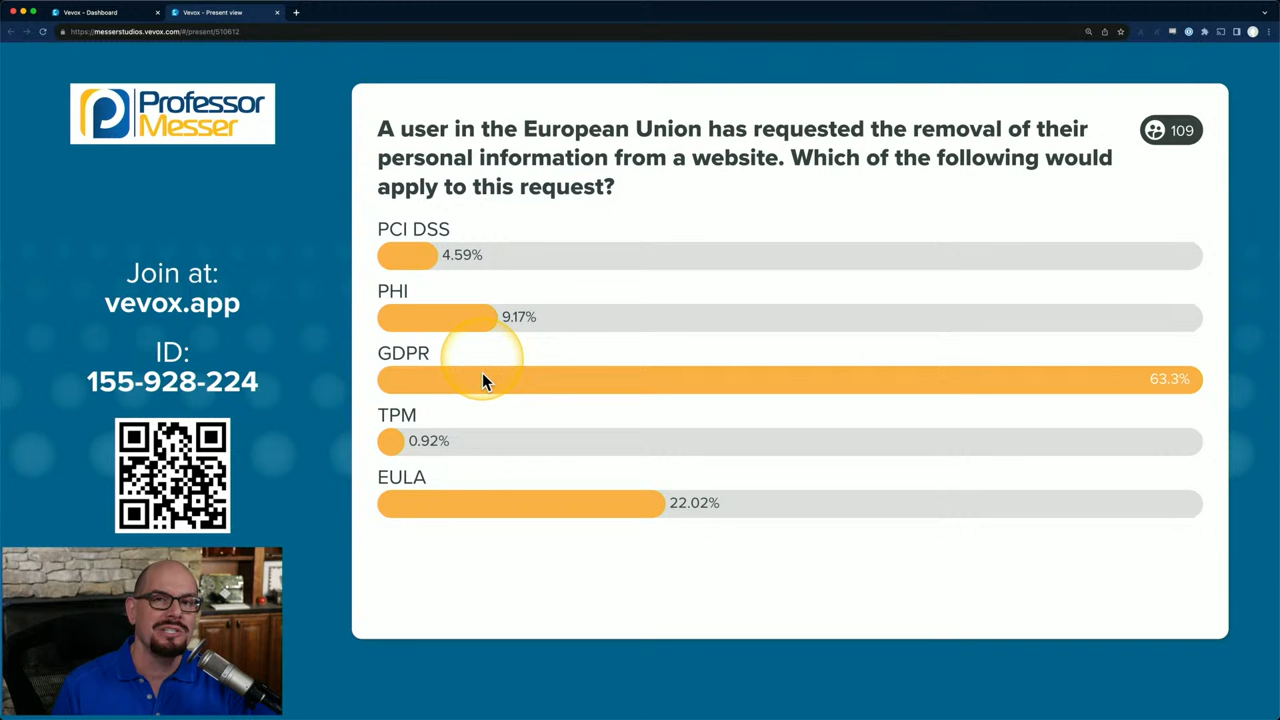 Vevox - Dashboard
Vevox - Present view
https://messerstudios.vevox.com/#/present/510612
Professor
Messer
Join at:
vevox.app
ID:
155-928-224
A user in the European Union has requested the removal of their
personal information from a website. Which of the following would
apply to this request?
109
PCI DSS
4.59%
PHI
9.17%
GDPR
63.3%
TPM
0.92%
EULA
22.02%